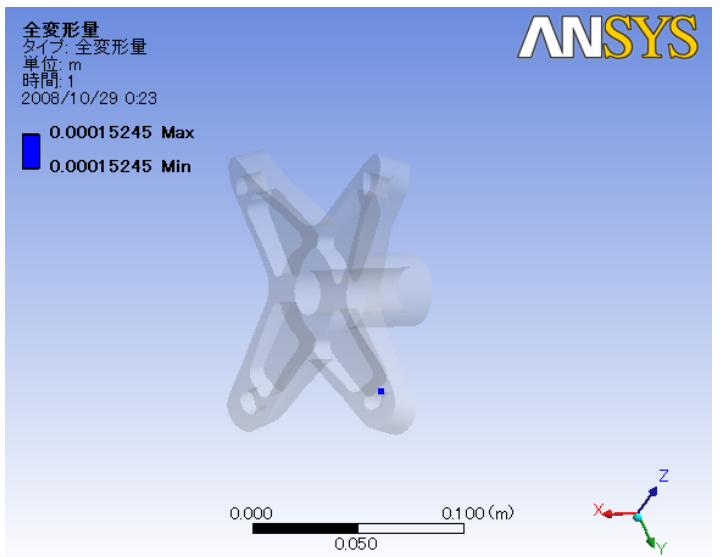 全変形量
タイプ: 全変形量
単位: m
時間: 1
2008/10/29 0:23
ANSYS
0.00015245 Max
0.00015245 Min
0.000
0.100 (m)
0.050
Z
X
Y